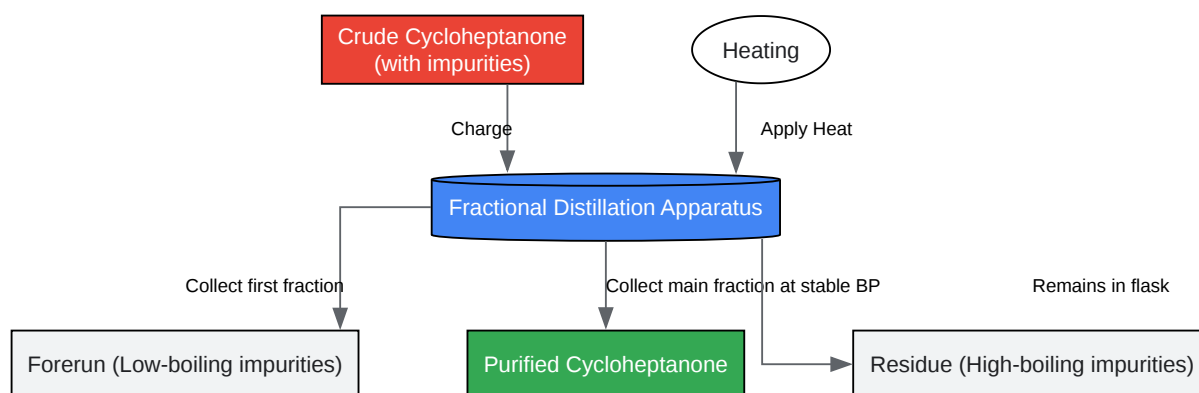 Crude Cycloheptanone
(with impurities)
Heating
Charge
Apply Heat
Fractional Distillation Apparatus
Collect first fraction
Collect main fraction at stable BP
Remains in flask
Forerun (Low-boiling impurities)
Purified Cycloheptanone
Residue (High-boiling impurities)